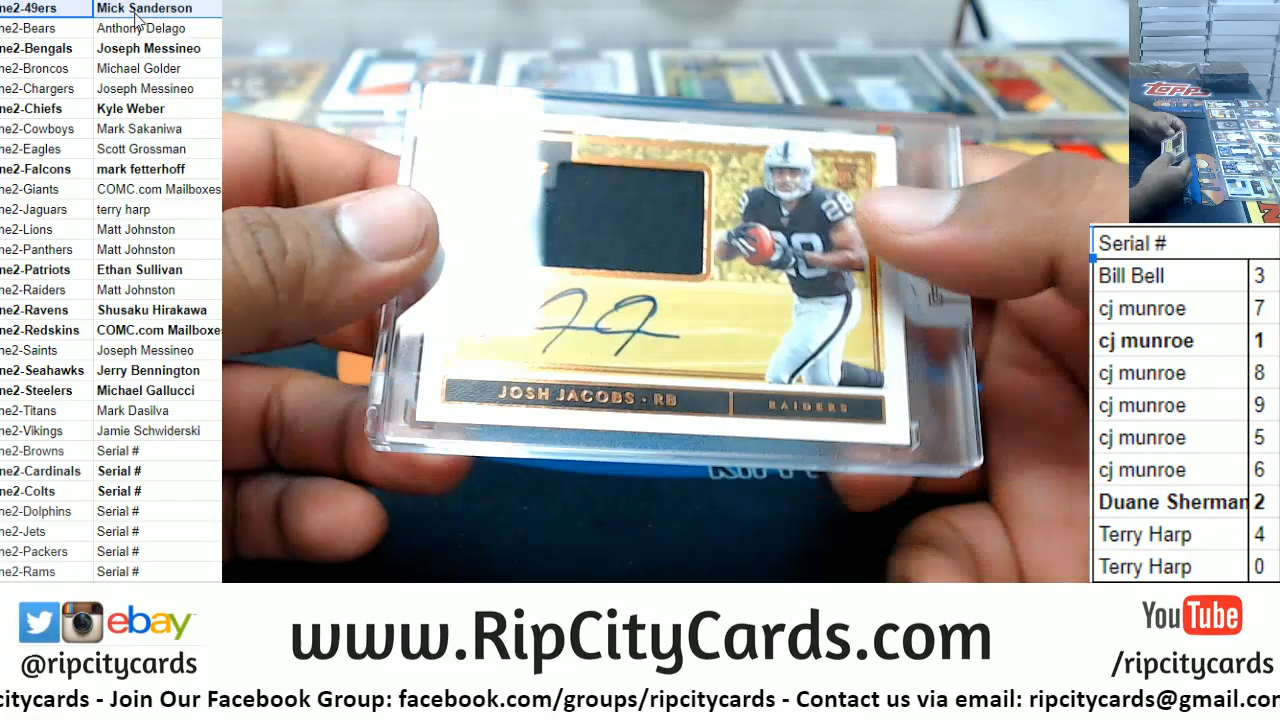 ne2-49ers Mick Sanderson
ne2-Bears Anthony Delago
ne2-Bengals Joseph Messineo
ne2-Broncos Michael Golder
ne2-Chargers Joseph Messineo
ne2-Chiefs Kyle Weber
ne2-Cowboys Mark Sakaniwa
ne2-Eagles Scott Grossman
ne2-Falcons mark fetterhoff
ne2-Giants COMC.com Mailboxes
ne2-Jaguars terry harp
ne2-Lions Matt Johnston
ne2-Panthers Matt Johnston
ne2-Patriots Ethan Sullivan
ne2-Raiders Matt Johnston
ne2-Ravens Shusaku Hirakawa
ne2-Redskins COMC.com Mailboxe
ne2-Saints Joseph Messineo
ne2-Seahawks Jerry Bennington
ne2-Steelers Michael Gallucci
ne2-Titans Mark Dasilva
ne2-Vikings Jamie Schwiderski
ne2-Browns Serial #
ne2-Cardinals Serial #
ne2-Colts Serial #
ne2-Dolphins Serial #
ne2-Jets Serial #
ne2-Packers Serial #
ne2-Rams Serial #
28
28
JOSH JACOBS • RB
RAIDERS
Topps
Serial #
Bill Bell 3
cj munroe 7
cj munroe 1
cj munroe 8
cj munroe 9
cj munroe 5
cj munroe 6
Duane Sherman 2
Terry Harp 4
Terry Harp 0
ebay
@ripcitycards
www.RipCityCards.com
YouTube
/ripcitycards
citycards - Join Our Facebook Group: facebook.com/groups/ripcitycards - Contact us via email: ripcitycards@gmail.com